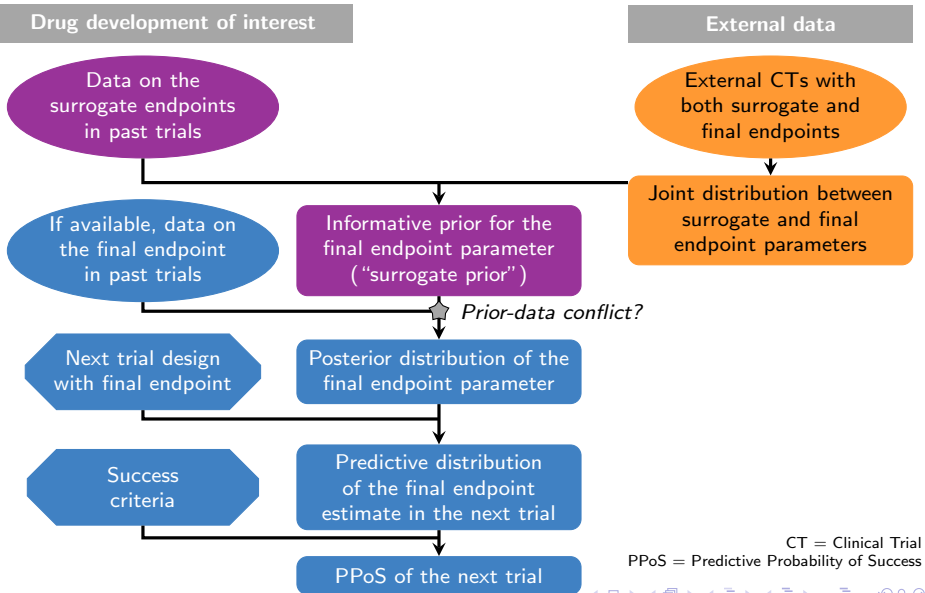 Drug development of interest
External data
Data on the
surrogate endpoints
in past trials
External CTs with
both surrogate and
final endpoints
Joint distribution between
surrogate and final
endpoint parameters
If available, data on
the final endpoint
in past trials
Informative prior for the
final endpoint parameter
(“surrogate prior”)
Prior-data conflict?
Next trial design
with final endpoint
Posterior distribution of the
final endpoint parameter
Success
criteria
Predictive distribution
of the final endpoint
estimate in the next trial
CT = Clinical Trial
PPoS = Predictive Probability of Success
PPoS of the next trial